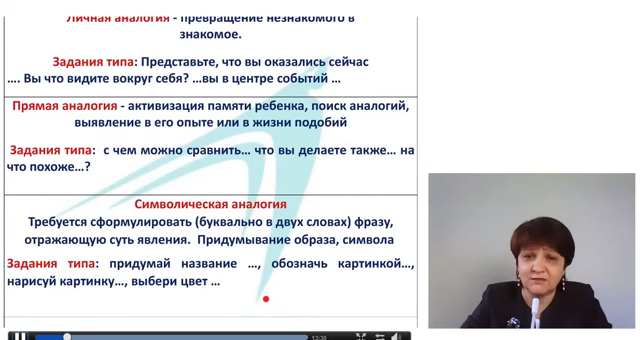 Личная аналогия - превращение незнакомого в
знакомое.
Задания типа: Представьте, что вы оказались сейчас
…. Вы что видите вокруг себя? …вы в центре событий …
Прямая аналогия - активизация памяти ребенка, поиск аналогий,
выявление в его опыте или в жизни подобий
Задания типа: с чем можно сравнить… что вы делаете также… на
что похоже…?
Символическая аналогия
Требуется сформулировать (буквально в двух словах) фразу,
отражающую суть явления. Придумывание образа, символа
Задания типа: придумай название …, обозначь картинкой…,
нарисуй картинку…, выбери цвет …